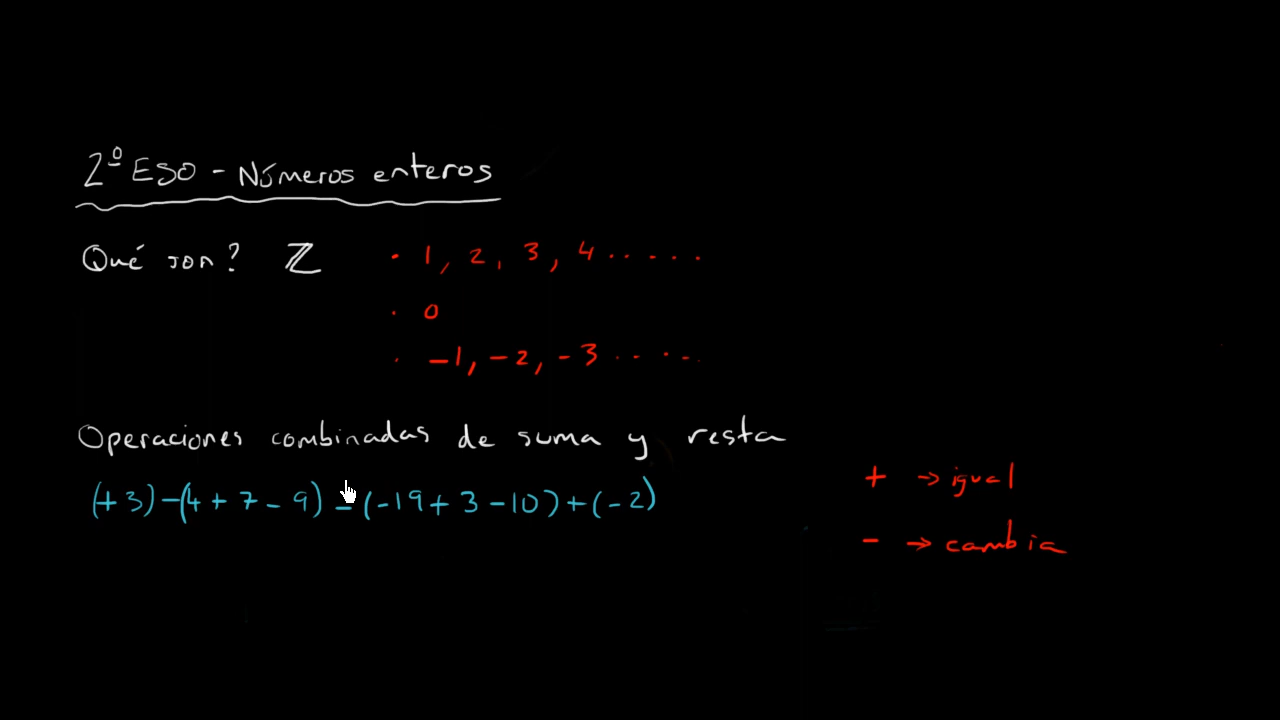 2º ESO - Números enteros
Qué son? ℤ · 1, 2, 3, 4 . . . . .
· 0
· -1, -2, -3 . . . . .
Operaciones combinadas de suma y resta
(+3)-(4+7-9)-(-19+3-10)+(-2)
+ → igual
- → cambia